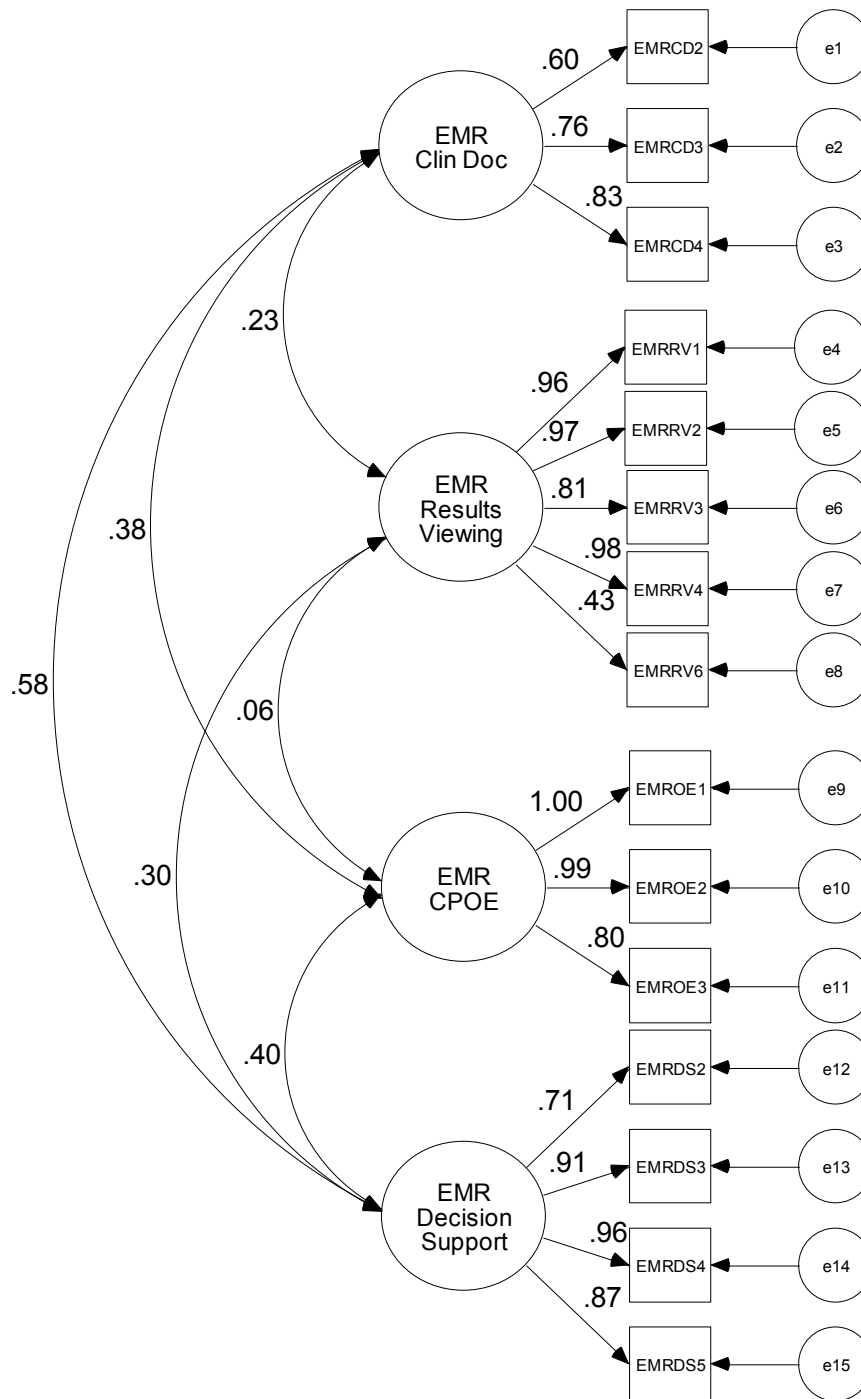 EMRCD2
e1
.60
EMR
Clin Doc
.76
EMRCD3
e2
.83
EMRCD4
e3
.23
EMRRV1
e4
.96
EMRRV2
e5
.97
EMR
Results
Viewing
.81
EMRRV3
e6
.38
.98
EMRRV4
e7
.43
EMRRV6
e8
.58
.06
EMROE1
e9
1.00
EMR
CPOE
.99
EMROE2
e10
.30
.80
EMROE3
e11
.40
EMRDS2
e12
.71
.91
EMRDS3
e13
EMR
Decision
Support
.96
EMRDS4
e14
.87
EMRDS5
e15